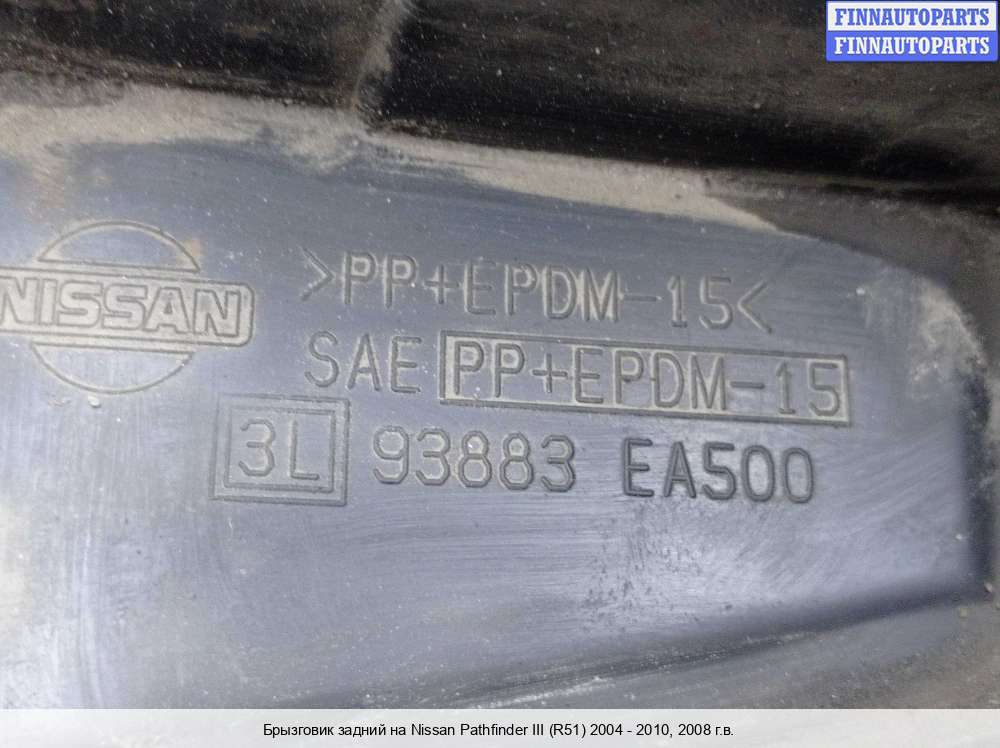 FINNAUTOPARTS
FINNAUTOPARTS
NISSAN
>PP+EPDM-15<
SAE PP+EPDM-15
3L 93883 EA500
Брызговик задний на Nissan Pathfinder III (R51) 2004 - 2010, 2008 г.в.